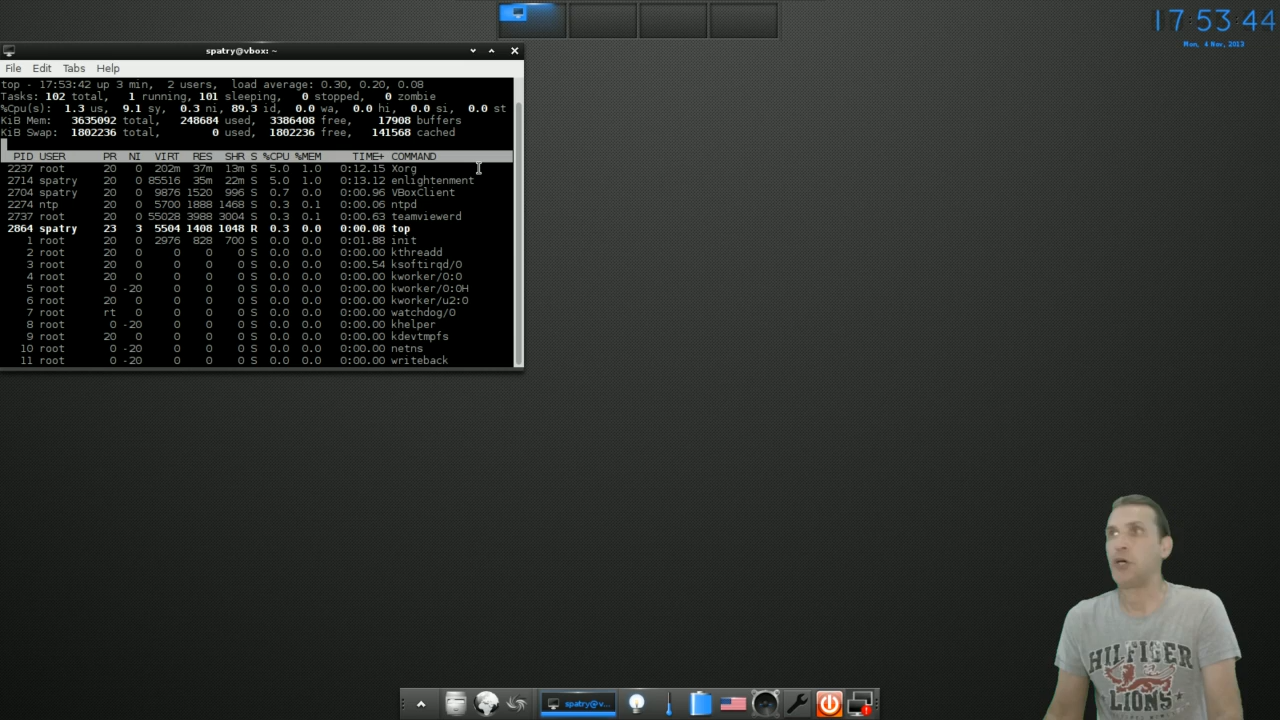 17:53:44
Mon, 4 Nov, 2013
spatry@vbox: ~
File Edit Tabs Help
top - 17:53:42 up 3 min, 2 users, load average: 0.30, 0.20, 0.08
Tasks: 102 total, 1 running, 101 sleeping, 0 stopped, 0 zombie
%Cpu(s): 1.3 us, 9.1 sy, 0.3 ni, 89.3 id, 0.0 wa, 0.0 hi, 0.0 si, 0.0 st
KiB Mem: 3635092 total, 248684 used, 3386408 free, 17908 buffers
KiB Swap: 1802236 total, 0 used, 1802236 free, 141568 cached
PID USER PR NI VIRT RES SHR S %CPU %MEM TIME+ COMMAND
2237 root 20 0 202m 37m 13m S 5.0 1.0 0:12.15 Xorg
2714 spatry 20 0 85516 35m 22m S 5.0 1.0 0:13.12 enlightenment
2704 spatry 20 0 9876 1520 996 S 0.7 0.0 0:00.96 VBoxClient
2274 ntp 20 0 5700 1888 1468 S 0.3 0.1 0:00.06 ntpd
2737 root 20 0 55028 3988 3004 S 0.3 0.1 0:00.63 teamviewerd
2864 spatry 23 3 5504 1408 1048 R 0.3 0.0 0:00.08 top
1 root 20 0 2976 828 700 S 0.0 0.0 0:01.88 init
2 root 20 0 0 0 0 S 0.0 0.0 0:00.00 kthreadd
3 root 20 0 0 0 0 S 0.0 0.0 0:00.54 ksoftirqd/0
4 root 20 0 0 0 0 S 0.0 0.0 0:00.00 kworker/0:0
5 root 0 -20 0 0 0 S 0.0 0.0 0:00.00 kworker/0:0H
6 root 20 0 0 0 0 S 0.0 0.0 0:00.00 kworker/u2:0
7 root rt 0 0 0 0 S 0.0 0.0 0:00.00 watchdog/0
8 root 0 -20 0 0 0 S 0.0 0.0 0:00.00 khelper
9 root 20 0 0 0 0 S 0.0 0.0 0:00.00 kdevtmpfs
10 root 0 -20 0 0 0 S 0.0 0.0 0:00.00 netns
11 root 0 -20 0 0 0 S 0.0 0.0 0:00.00 writeback
HILFIGER
LIONS
spatry@v...